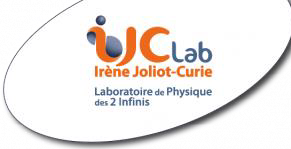 iJCLab
Irène Joliot-Curie
Laboratoire de Physique
des 2 Infinis